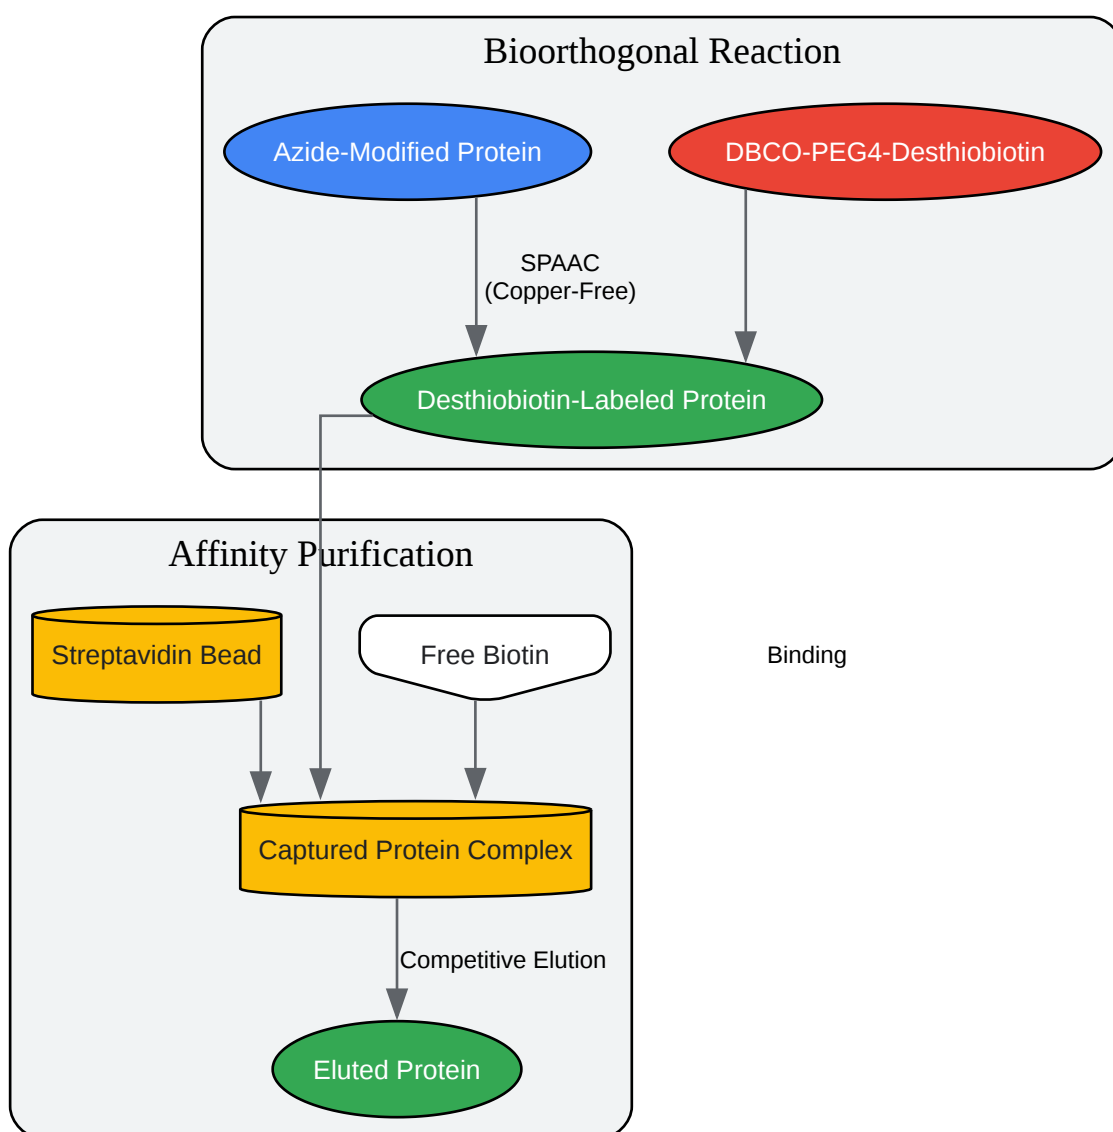 Bioorthogonal Reaction
Azide-Modified Protein
DBCO-PEG4-Desthiobiotin
SPAAC
(Copper-Free)
Desthiobiotin-Labeled Protein
Affinity Purification
Streptavidin Bead
Free Biotin
Binding
Captured Protein Complex
Competitive Elution
Eluted Protein